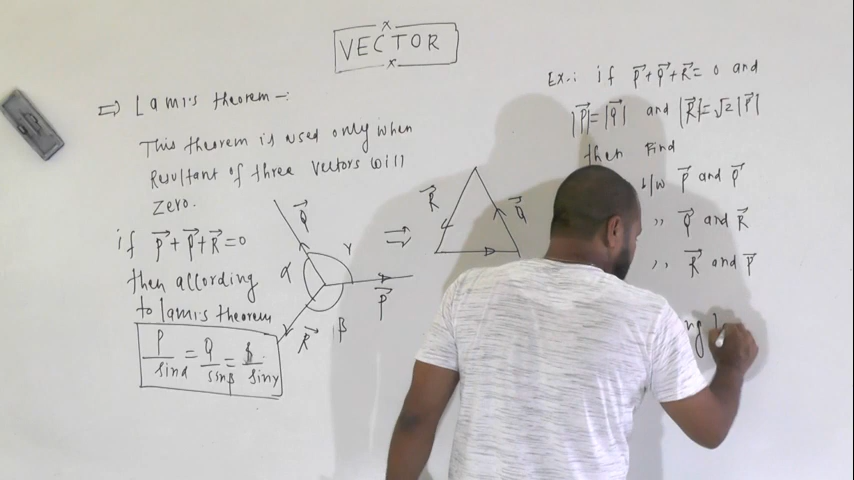 VECTOR
=> Lami's theorem -:
This theorem is used only when
Resultant of three vectors will
zero.
if P⃗+P⃗+R⃗=0
then according
to lami's theorem
P/sinα = Q/sinβ = R/sinγ
Q⃗
γ
α
P⃗
R⃗
β
=>
R⃗
Q⃗
Ex.: if P⃗+Q⃗+R⃗=0 and
|P⃗|=|Q⃗| and |R⃗|=√2|P⃗|
then Find
b/w P⃗ and Q⃗
,, Q⃗ and R⃗
,, R⃗ and P⃗